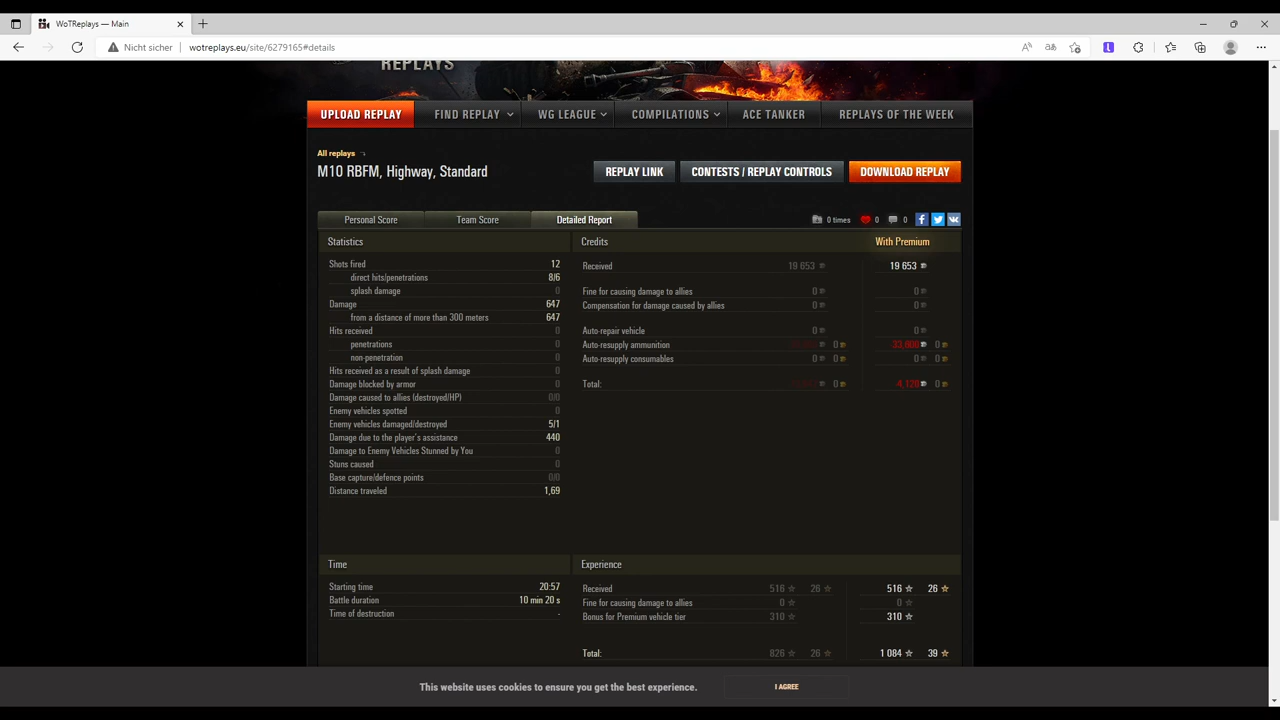 WoTReplays — Main
Nicht sicher wotreplays.eu/site/6279165#details
REPLAYS
UPLOAD REPLAY FIND REPLAY WG LEAGUE COMPILATIONS ACE TANKER REPLAYS OF THE WEEK
All replays
M10 RBFM, Highway, Standard REPLAY LINK CONTESTS / REPLAY CONTROLS DOWNLOAD REPLAY
Personal Score Team Score Detailed Report 0 times 0 0
Statistics Credits With Premium
Shots fired 12 Received 19 653 19 653
direct hits/penetrations 8/6
splash damage 0 Fine for causing damage to allies 0 0
Damage 647 Compensation for damage caused by allies 0 0
from a distance of more than 300 meters 647
Hits received 0 Auto-repair vehicle 0 0
penetrations 0 Auto-resupply ammunition 0 33,600 0
non-penetration 0 Auto-resupply consumables 0 0 0 0
Hits received as a result of splash damage 0
Damage blocked by armor 0 Total: 0 0
Damage caused to allies (destroyed/HP) 0/0
Enemy vehicles spotted 0
Enemy vehicles damaged/destroyed 5/1
Damage due to the player's assistance 440
Damage to Enemy Vehicles Stunned by You 0
Stuns caused 0
Base capture/defence points 0/0
Distance traveled 1,69
Time Experience
Starting time 20:57 Received 516 26 516 26
Battle duration 10 min 20 s Fine for causing damage to allies 0 0
Time of destruction - Bonus for Premium vehicle tier 310 310
Total: 826 26 1 084 39
This website uses cookies to ensure you get the best experience. I AGREE